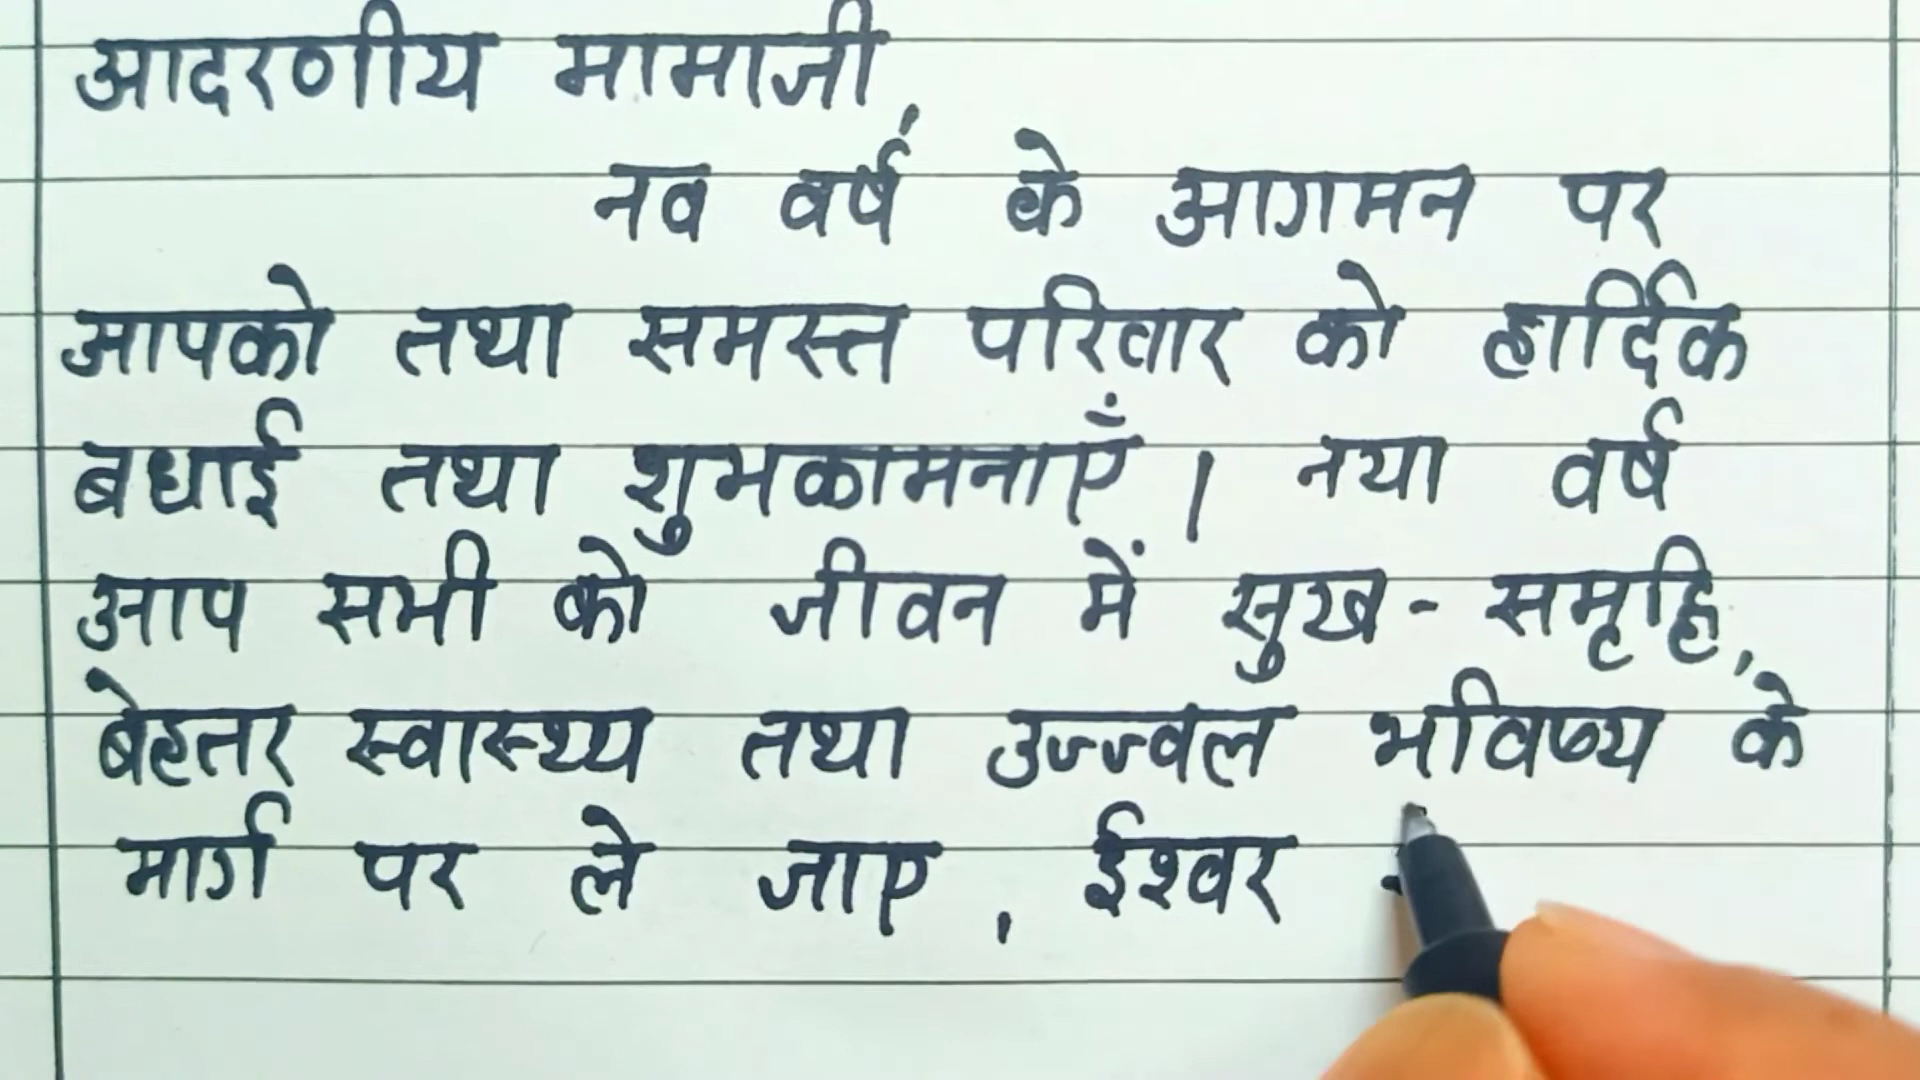 आदरणीय मामाजी,
नव वर्ष के आगमन पर
आपको तथा समस्त परिवार को हार्दिक
बधाई तथा शुभकामनाएँ । नया वर्ष
आप सभी को जीवन में सुख - समृद्धि,
बेहतर स्वास्थ्य तथा उज्ज्वल भविष्य के
मार्ग पर ले जाए , ईश्वर